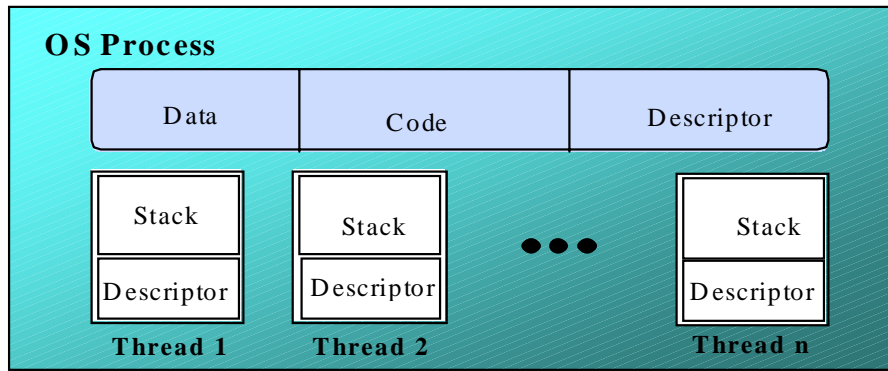 OS Process
Data
Code
Descriptor
Stack
Stack
Stack
Descriptor
Descriptor
Descriptor
Thread 1
Thread 2
Thread n